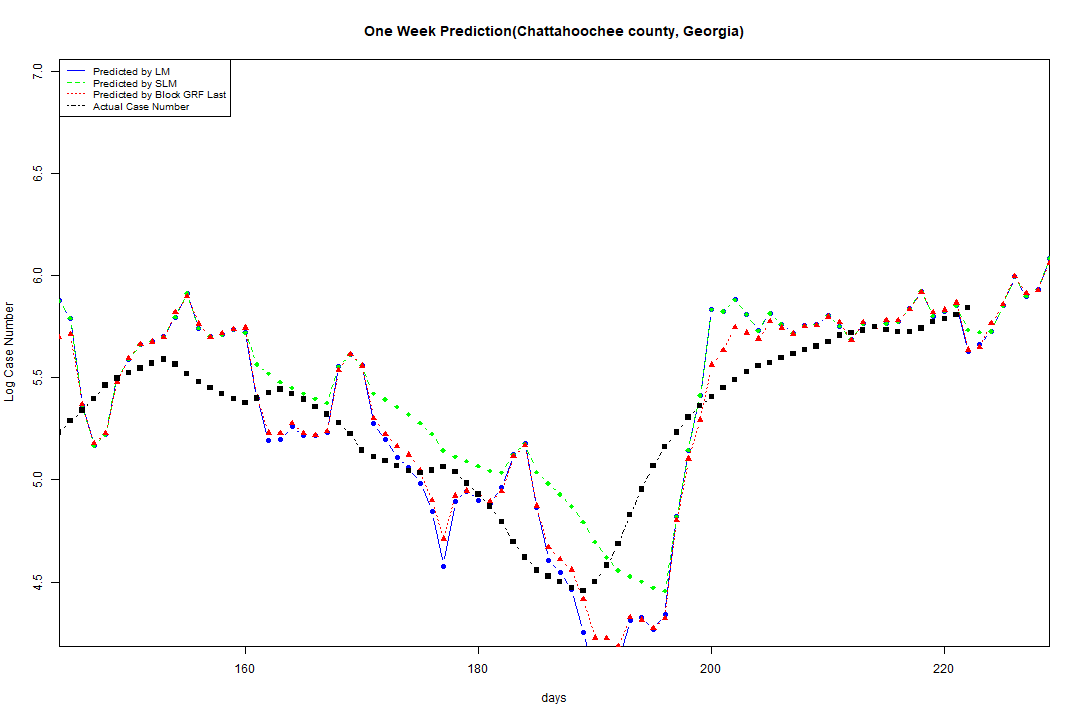 One Week Prediction(Chattahoochee county, Georgia)
Predicted by LM
Predicted by SLM
Predicted by Block GRF Last
Actual Case Number
7.0
6.5
6.0
5.5
5.0
4.5
Log Case Number
160 180 200 220
days